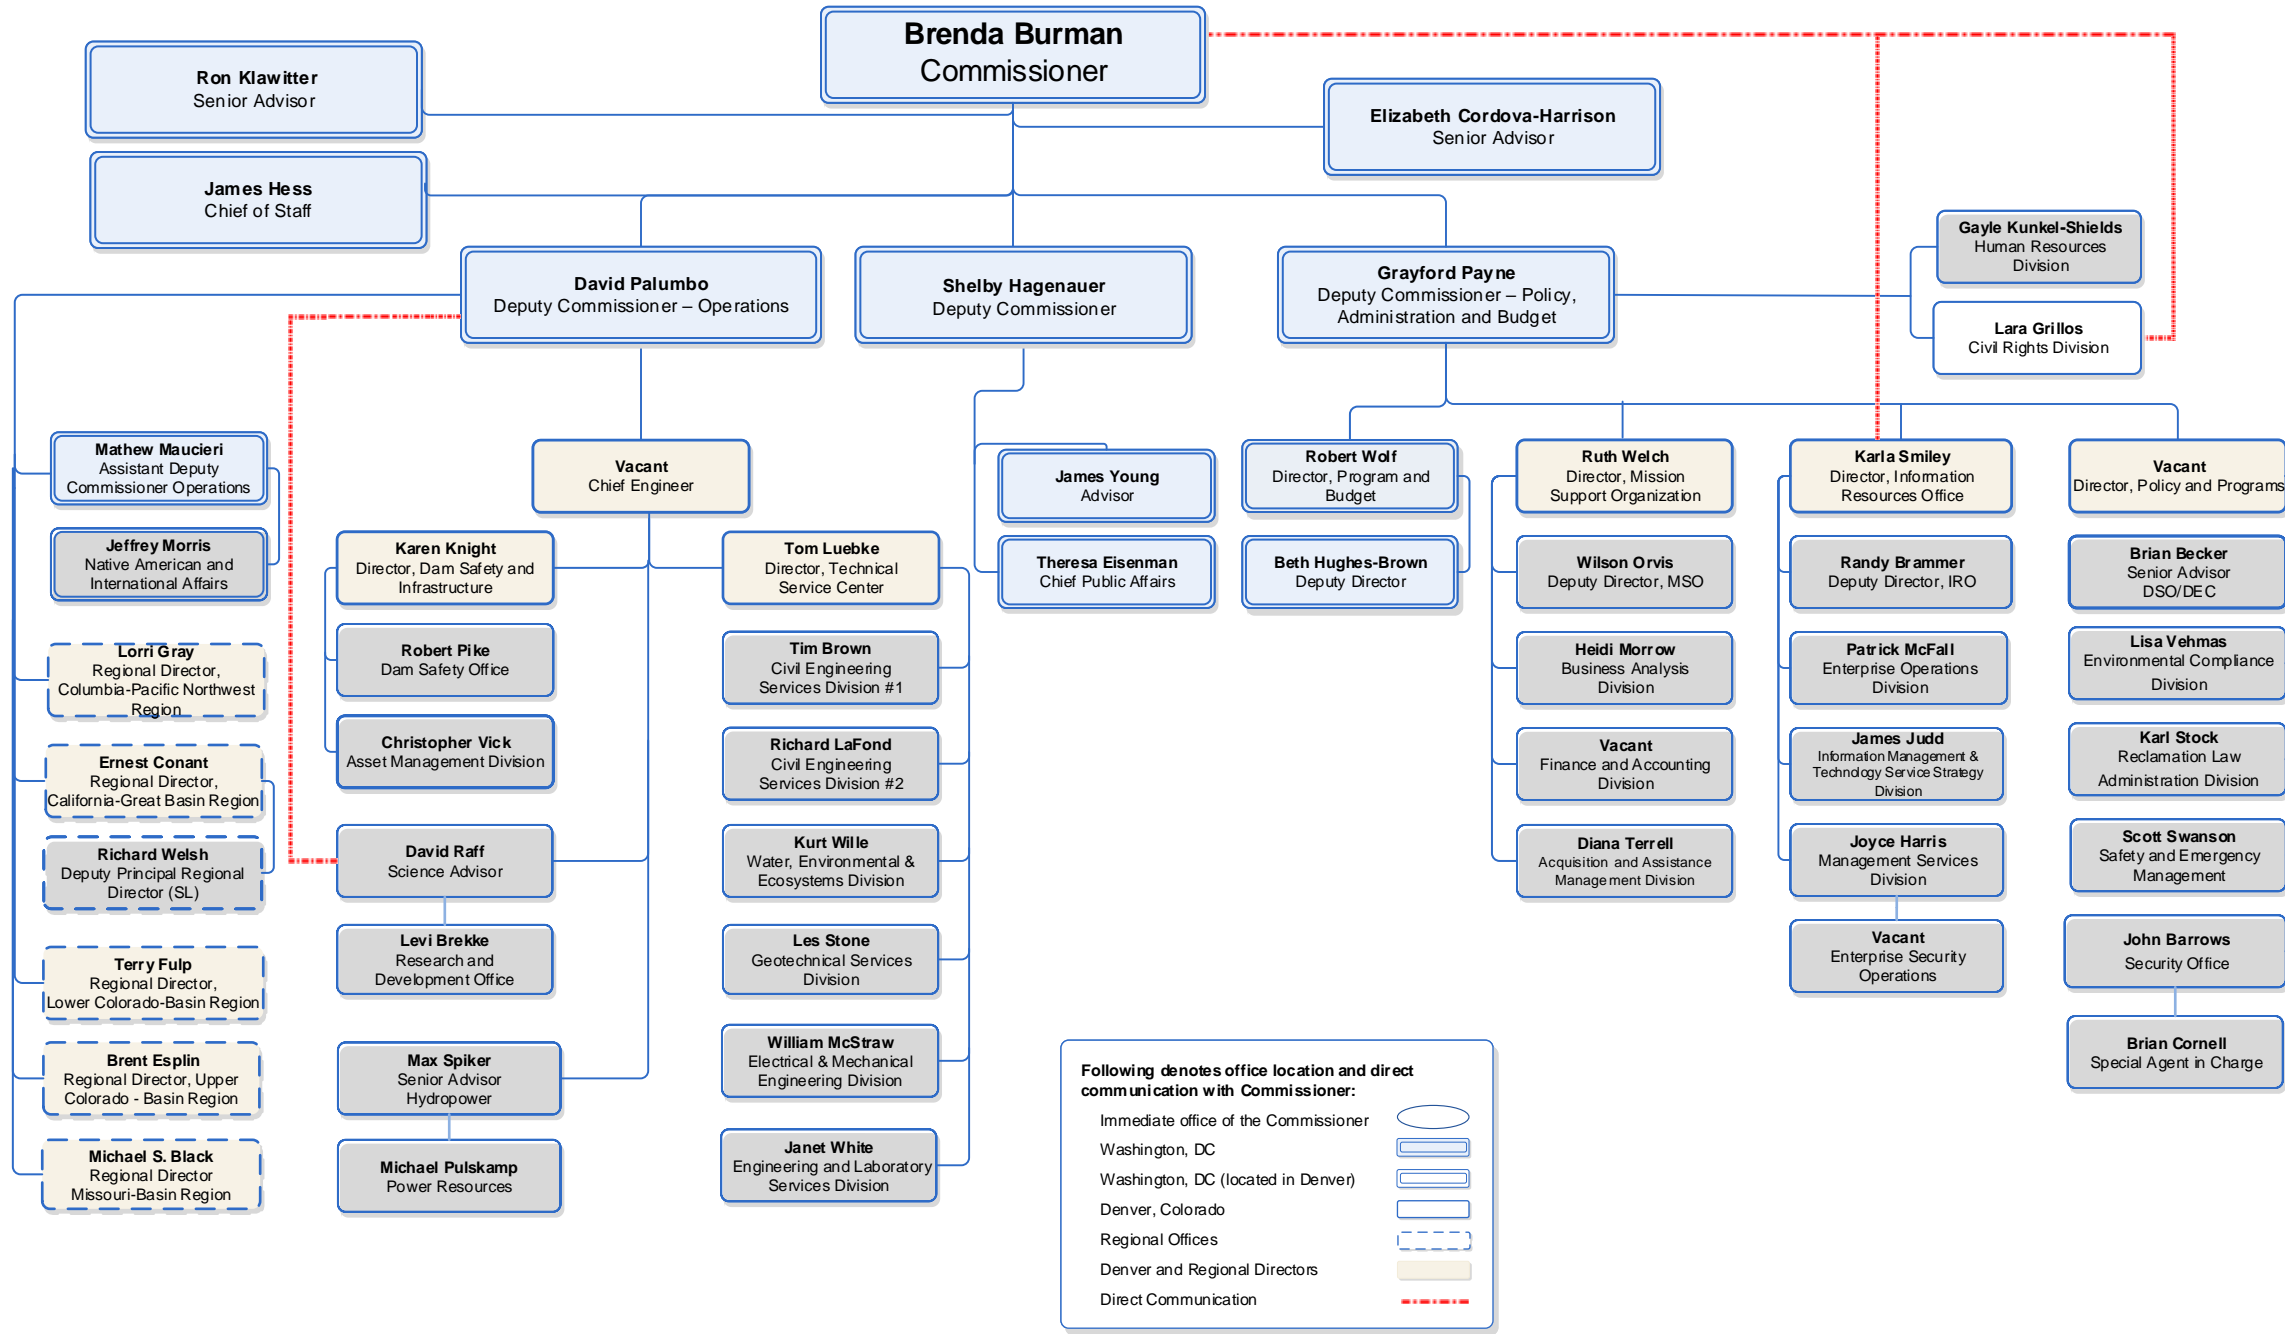 Brenda Burman
Commissioner
Ron Klawitter
Senior Advisor
Elizabeth Cordova-Harrison
Senior Advisor
James Hess
Chief of Staff
David Palumbo
Deputy Commissioner – Operations
Shelby Hagenauer
Deputy Commissioner
Grayford Payne
Deputy Commissioner – Policy,
Administration and Budget
Gayle Kunkel-Shields
Human Resources
Division
Lara Grillos
Civil Rights Division
Mathew Maucieri
Assistant Deputy
Commissioner Operations
Jeffrey Morris
Native American and
International Affairs
Lorri Gray
Regional Director,
Columbia-Pacific Northwest
Region
Ernest Conant
Regional Director,
California-Great Basin Region
Richard Welsh
Deputy Principal Regional
Director (SL)
Terry Fulp
Regional Director,
Lower Colorado-Basin Region
Brent Esplin
Regional Director, Upper
Colorado - Basin Region
Michael S. Black
Regional Director
Missouri-Basin Region
Vacant
Chief Engineer
Karen Knight
Director, Dam Safety and
Infrastructure
Robert Pike
Dam Safety Office
Christopher Vick
Asset Management Division
David Raff
Science Advisor
Levi Brekke
Research and
Development Office
Max Spiker
Senior Advisor
Hydropower
Michael Pulskamp
Power Resources
Tom Luebke
Director, Technical
Service Center
Tim Brown
Civil Engineering
Services Division #1
Richard LaFond
Civil Engineering
Services Division #2
Kurt Wille
Water, Environmental &
Ecosystems Division
Les Stone
Geotechnical Services
Division
William McStraw
Electrical & Mechanical
Engineering Division
Janet White
Engineering and Laboratory
Services Division
James Young
Advisor
Theresa Eisenman
Chief Public Affairs
Robert Wolf
Director, Program and
Budget
Beth Hughes-Brown
Deputy Director
Ruth Welch
Director, Mission
Support Organization
Wilson Orvis
Deputy Director, MSO
Heidi Morrow
Business Analysis
Division
Vacant
Finance and Accounting
Division
Diana Terrell
Acquisition and Assistance
Management Division
Karla Smiley
Director, Information
Resources Office
Randy Brammer
Deputy Director, IRO
Patrick McFall
Enterprise Operations
Division
James Judd
Information Management &
Technology Service Strategy
Division
Joyce Harris
Management Services
Division
Vacant
Enterprise Security
Operations
Vacant
Director, Policy and Programs
Brian Becker
Senior Advisor
DSO/DEC
Lisa Vehmas
Environmental Compliance
Division
Karl Stock
Reclamation Law
Administration Division
Scott Swanson
Safety and Emergency
Management
John Barrows
Security Office
Brian Cornell
Special Agent in Charge
Following denotes office location and direct
communication with Commissioner:
Immediate office of the Commissioner
Washington, DC
Washington, DC (located in Denver)
Denver, Colorado
Regional Offices
Denver and Regional Directors
Direct Communication